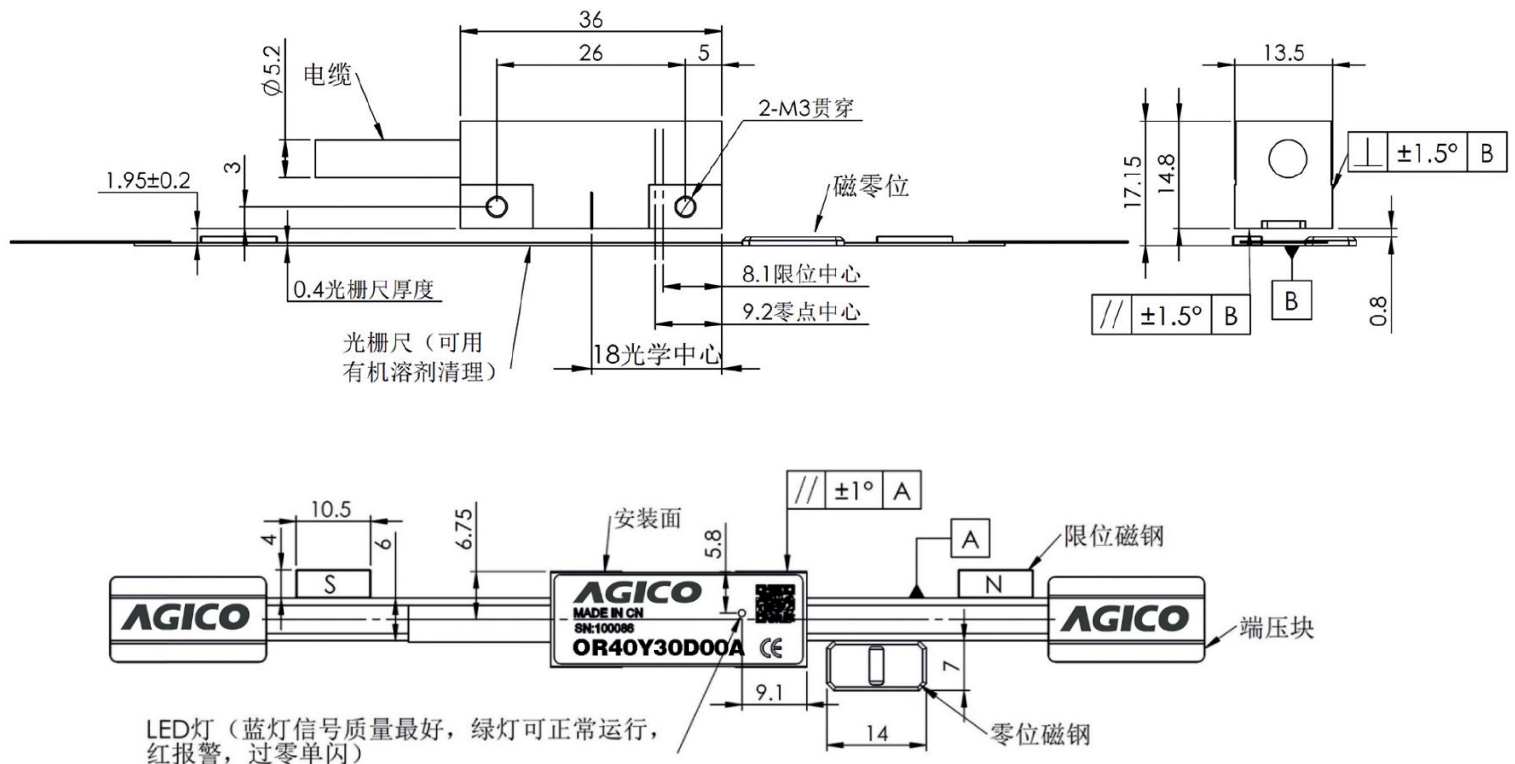 36
26
5
Ø5.2
电缆
2-M3贯穿
3
1.95±0.2
磁零位
0.4光栅尺厚度
8.1限位中心
9.2零点中心
18光学中心
光栅尺（可用
有机溶剂清理）
13.5
17.15
14.8
⊥ ±1.5° B
// ±1.5° B
B
0.8
10.5
4
S
6
6.75
安装面
// ±1° A
5.8
A
限位磁钢
N
AGICO
AGICO
MADE IN CN
SN:100086
OR40Y30D00A CE
AGICO
端压块
9.1
7
14
零位磁钢
LED灯（蓝灯信号质量最好，绿灯可正常运行，
红报警，过零单闪）